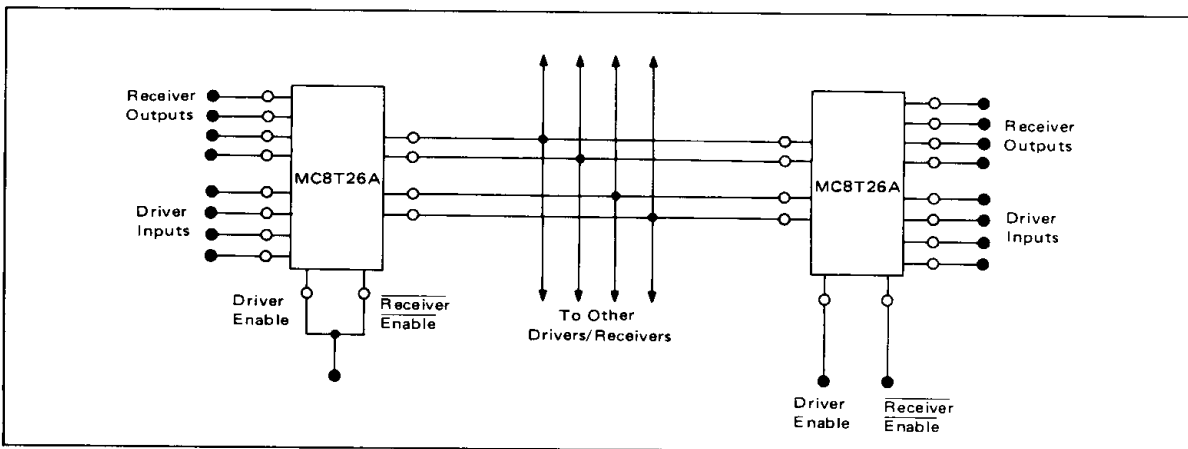 Receiver
Outputs
MC8T26A
Driver
Inputs
Driver
Enable
Receiver
Enable
To Other
Drivers/Receivers
MC8T26A
Receiver
Outputs
Driver
Inputs
Driver
Enable
Receiver
Enable